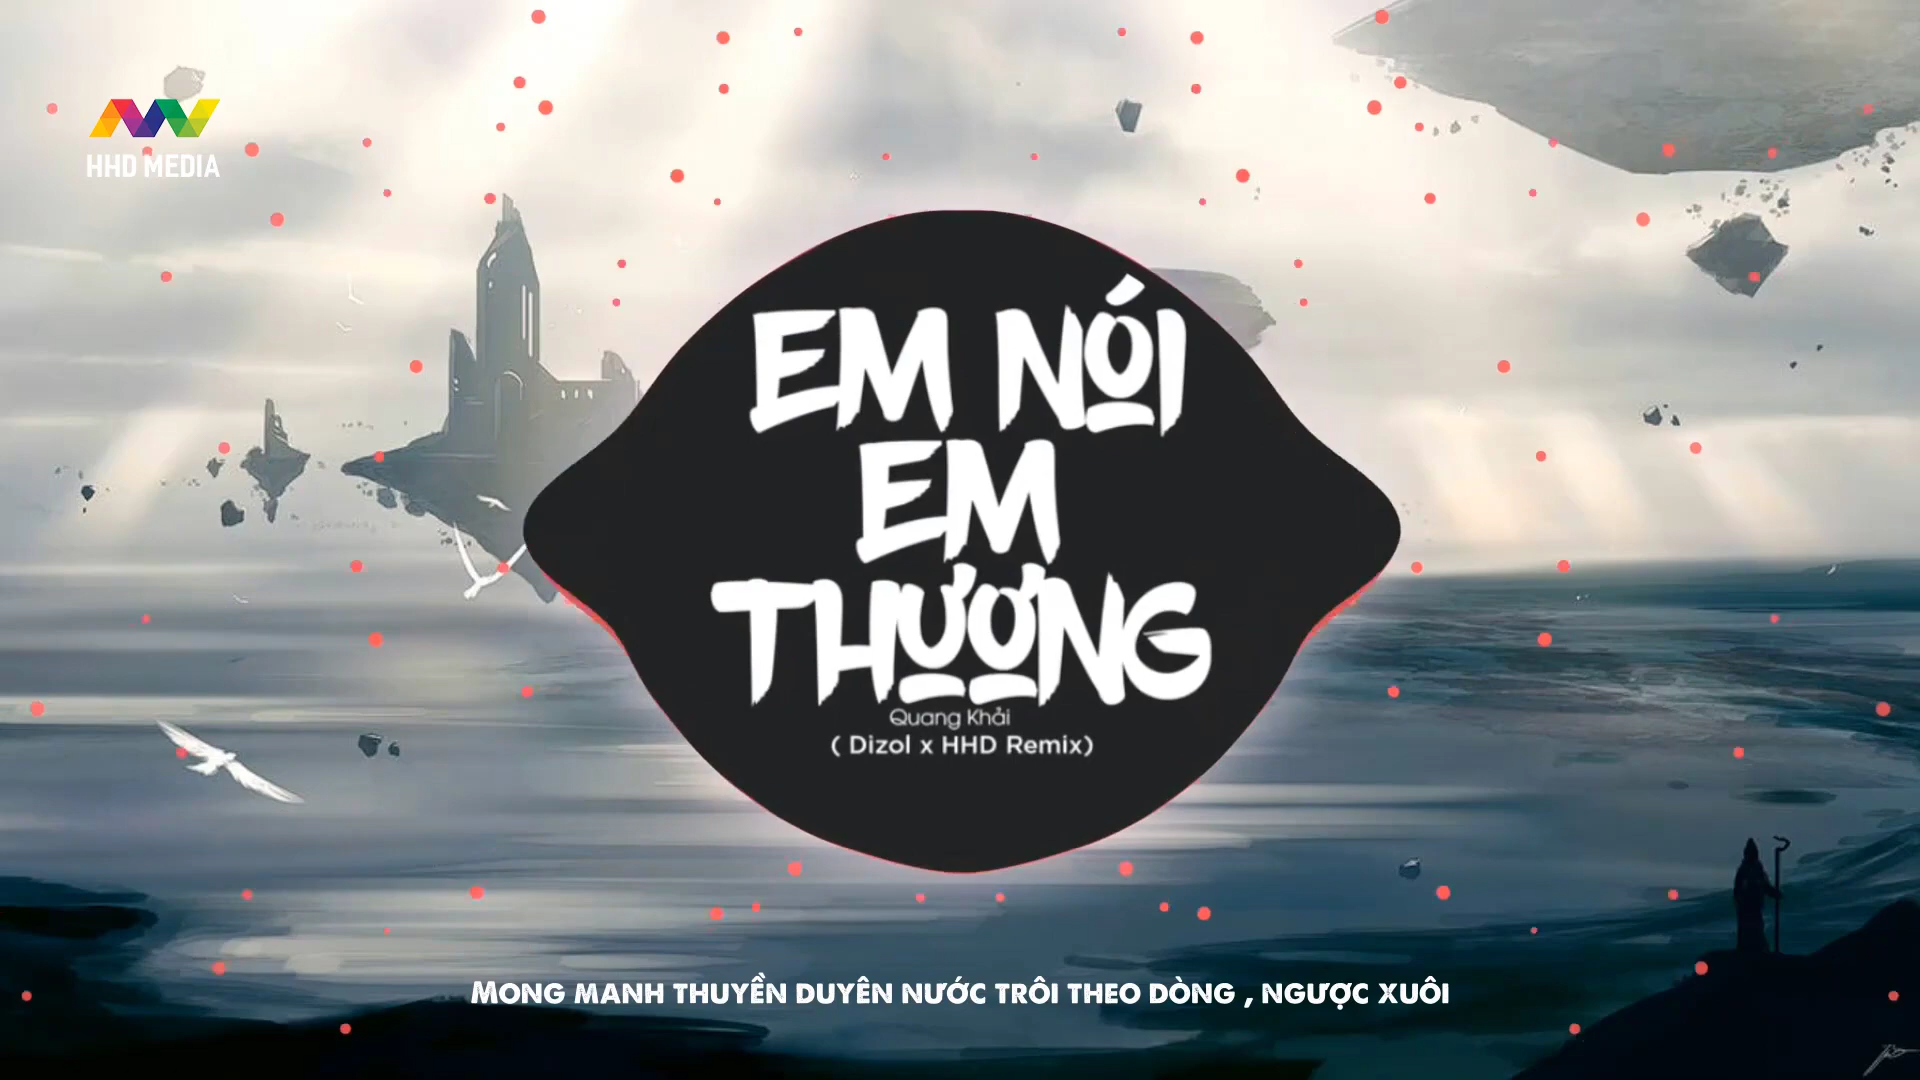 HHD MEDIA
EM NÓI
EM
THƯƠNG
Quang Khải
( Dizol x HHD Remix)
MONG MANH THUYỀN DUYÊN NƯỚC TRÔI THEO DÒNG , NGƯỢC XUÔI